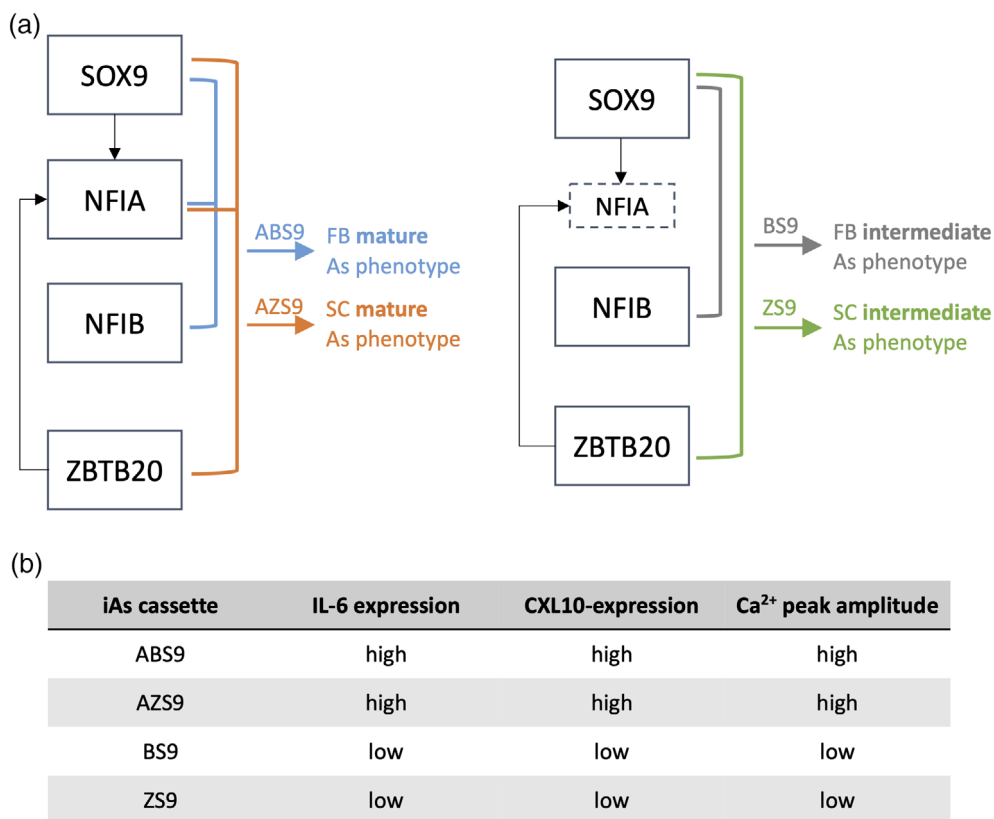 (a)
SOX9
NFIA
NFIB
ZBTB20
ABS9
FB mature
As phenotype
AZS9
SC mature
As phenotype
SOX9
NFIA
NFIB
ZBTB20
BS9
FB intermediate
As phenotype
ZS9
SC intermediate
As phenotype
(b)
iAs cassette IL-6 expression CXL10-expression Ca²⁺ peak amplitude
ABS9 high high high
AZS9 high high high
BS9 low low low
ZS9 low low low